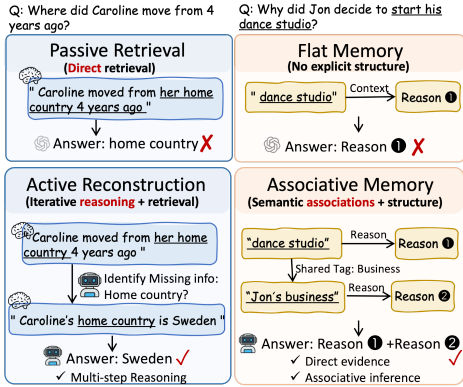 Q: Where did Caroline move from 4
years ago?
Passive Retrieval
(Direct retrieval)
" Caroline moved from her home
country 4 years ago "
Answer: home country
Active Reconstruction
(Iterative reasoning + retrieval)
" Caroline moved from her home
country 4 years ago "
Identify Missing info:
Home country?
" Caroline's home country is Sweden "
Answer: Sweden ✓
✓ Multi-step Reasoning
Q: Why did Jon decide to start his
dance studio?
Flat Memory
(No explicit structure)
" dance studio" Context Reason ❶
Answer: Reason ❶
Associative Memory
(Semantic associations + structure)
"dance studio" Reason Reason ❶
Shared Tag: Business
"Jon's business" Reason Reason ❷
Answer: Reason ❶ +Reason ❷
✓ Direct evidence
✓ Associative inference